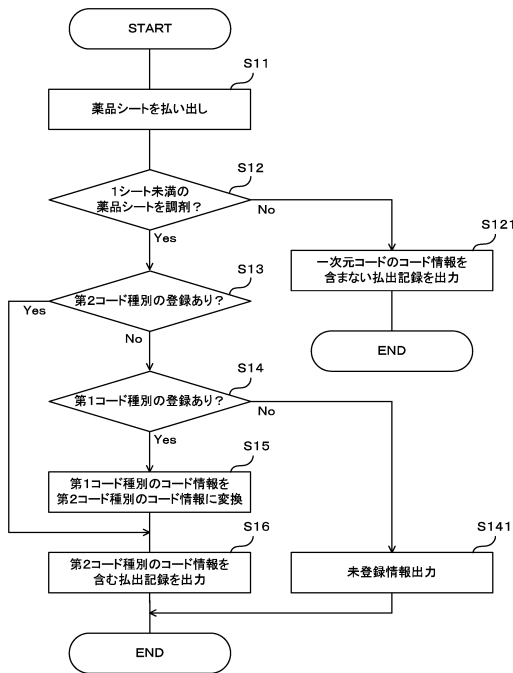 START
S11
薬品シートを払い出し
S12
1シート未満の
薬品シートを調剤？
No
Yes
S121
一次元コードのコード情報を
含まない払出記録を出力
END
S13
第2コード種別の登録あり？
Yes
No
S14
第1コード種別の登録あり？
No
Yes
S15
第1コード種別のコード情報を
第2コード種別のコード情報に変換
S16
第2コード種別のコード情報を
含む払出記録を出力
S141
未登録情報出力
END